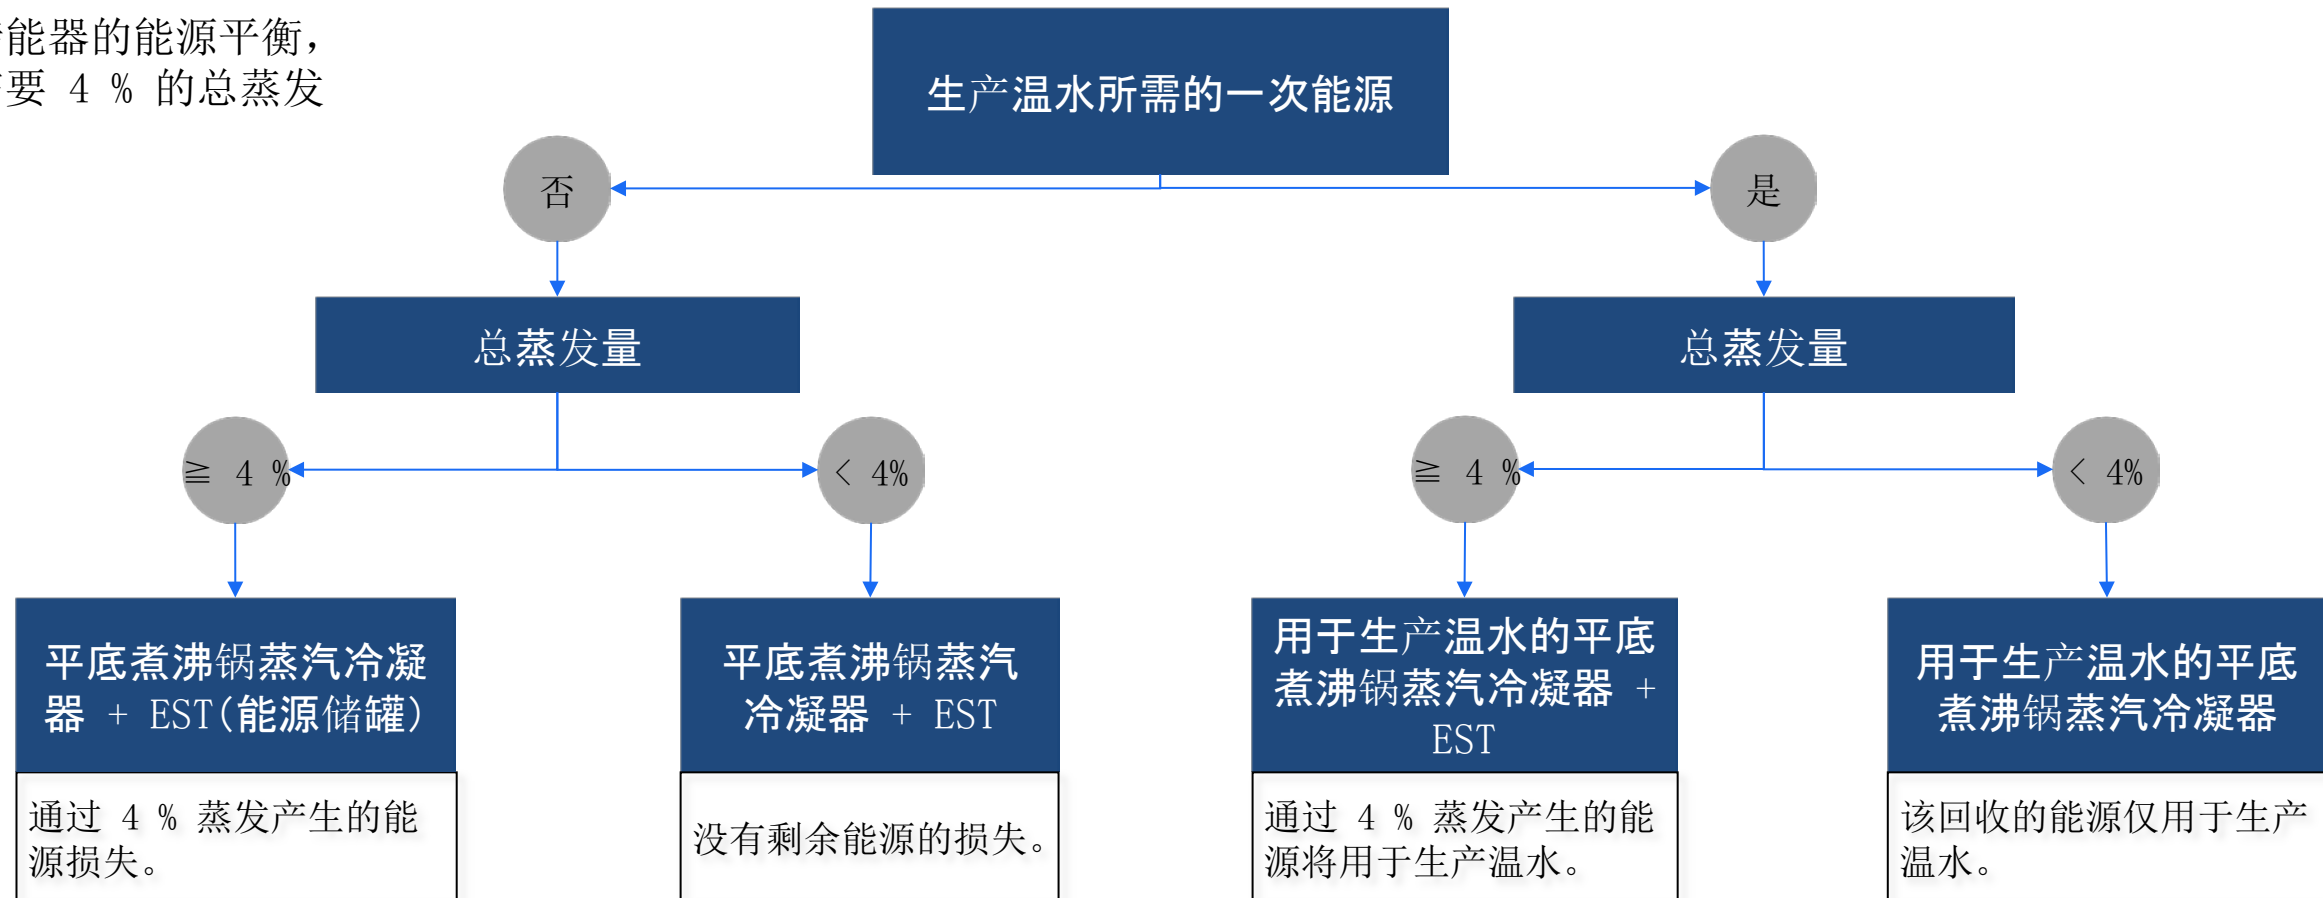 能器的能源平衡，
要 4 % 的总蒸发
生产温水所需的一次能源
否
是
总蒸发量
总蒸发量
≧ 4 %
< 4%
≧ 4 %
< 4%
平底煮沸锅蒸汽冷凝
器 + EST(能源储罐)
平底煮沸锅蒸汽
冷凝器 + EST
用于生产温水的平底
煮沸锅蒸汽冷凝器 +
EST
用于生产温水的平底
煮沸锅蒸汽冷凝器
通过 4 % 蒸发产生的能
源损失。
没有剩余能源的损失。
通过 4 % 蒸发产生的能
源将用于生产温水。
该回收的能源仅用于生产
温水。